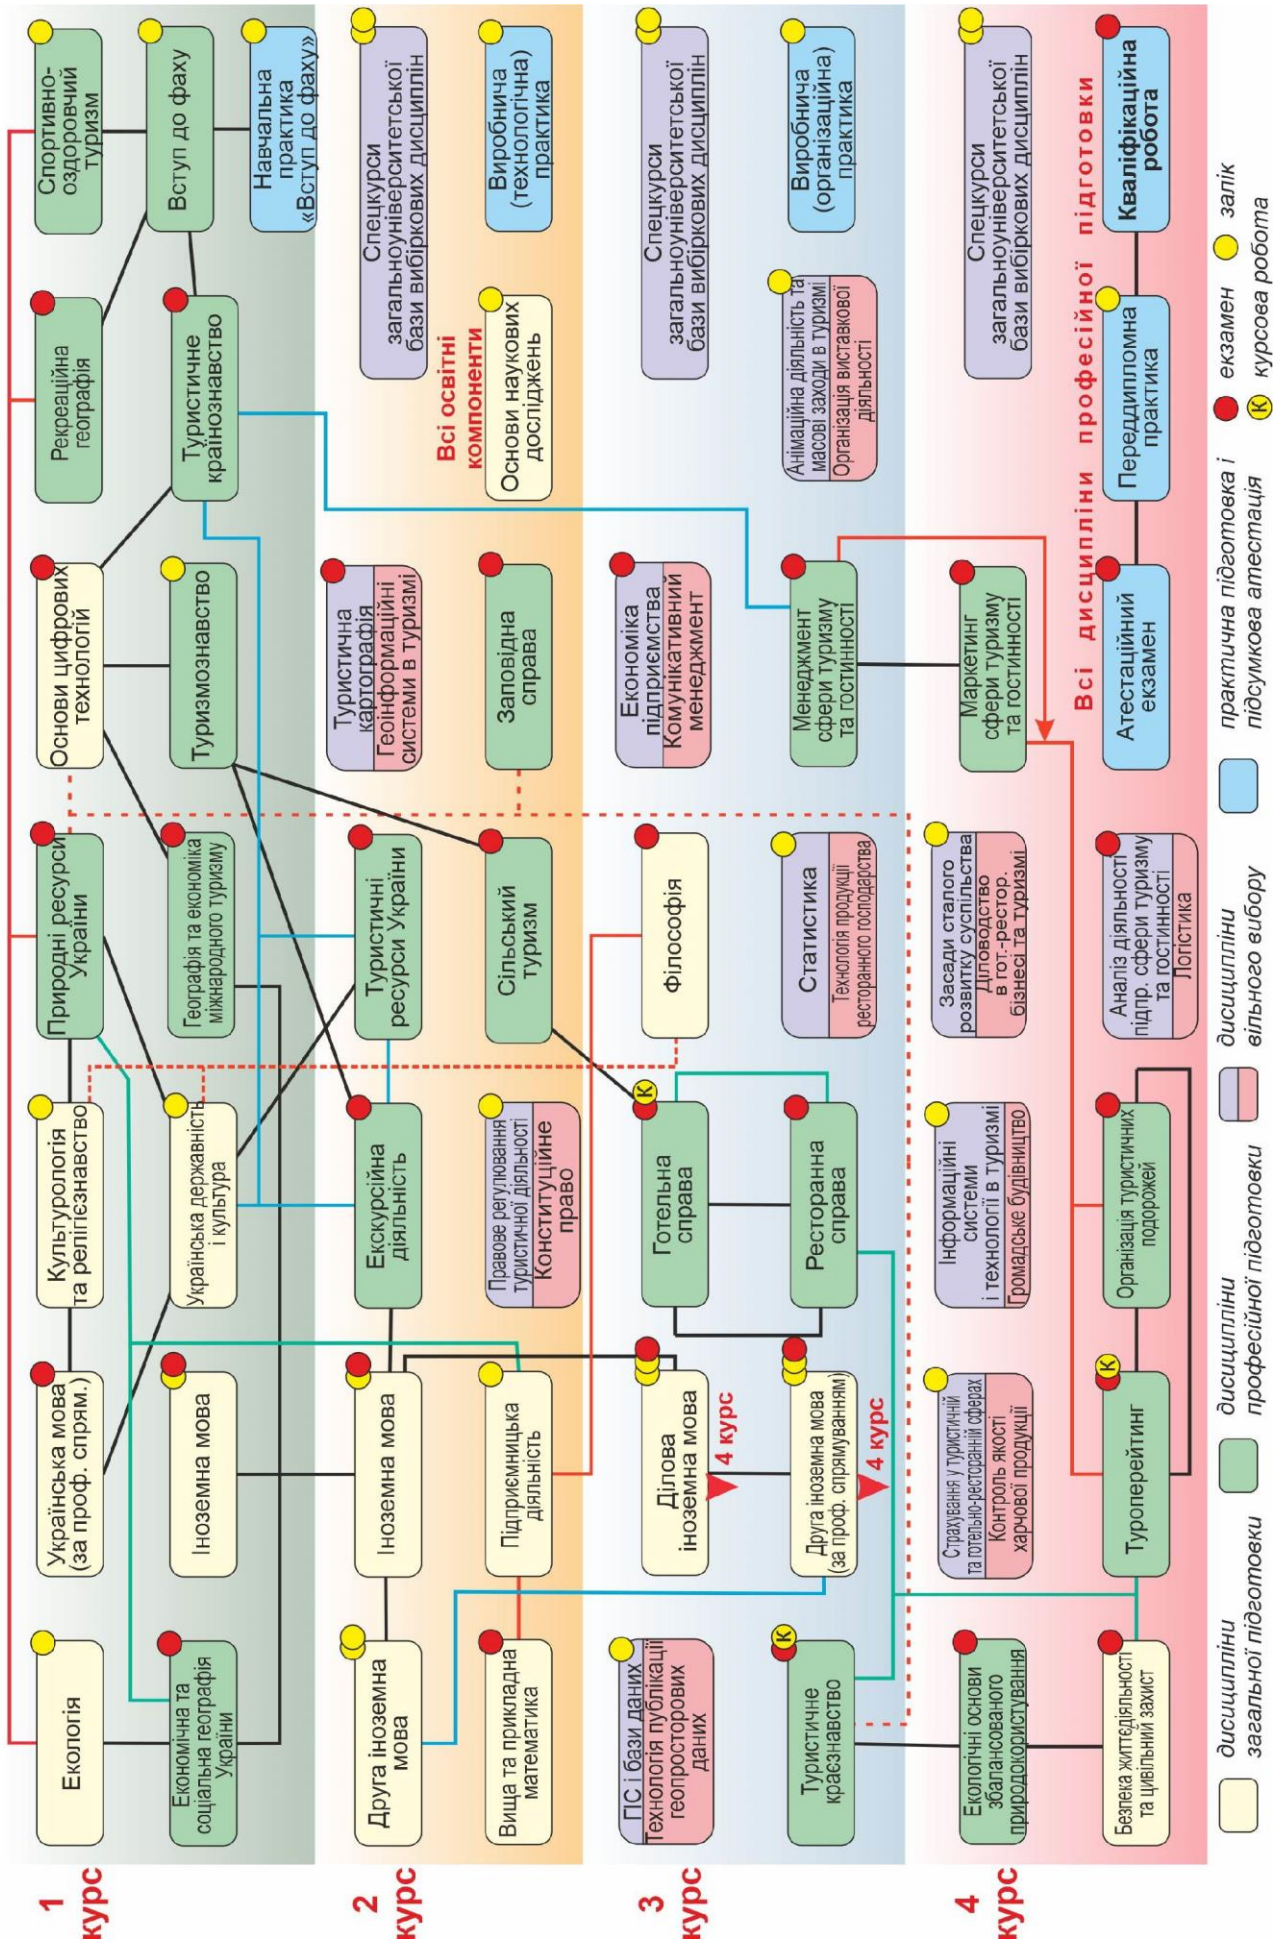 1
курс
Екологія
Українська мова
(за проф. спрям.)
Культурологія
та релігієзнавство
Природні ресурси
України
Основи цифрових
технологій
Рекреаційна
географія
Спортивно-
оздоровчий
туризм
Економічна та
соціальна географія
України
Іноземна мова
Українська державність
і культура
Географія та економіка
міжнародного туризму
Туризмознавство
Туристичне
країнознавство
Вступ до фаху
Навчальна
практика
«Вступ до фаху»
2
курс
Друга іноземна
мова
Іноземна мова
Екскурсійна
діяльність
Туристичні
ресурси України
Туристична
картографія
Геоінформаційні
системи в туризмі
Спецкурси
загальноуніверситетської
бази вибіркових дисциплін
Всі освітні
компоненти
Вища та прикладна
математика
Підприємницька
діяльність
Правове регулювання
туристичної діяльності
Конституційне
право
Сільський
туризм
Заповідна
справа
Основи наукових
досліджень
Виробнича
(технологічна)
практика
3
курс
ГІС і бази даних
Технологія публікації
геопросторових
даних
Ділова
іноземна мова
4 курс
Готельна
справа
К
Філософія
Економіка
підприємства
Комунікативний
менеджмент
Спецкурси
загальноуніверситетської
бази вибіркових дисциплін
Туристичне
краєзнавство
К
Друга іноземна мова
(за проф. спрямуванням)
4 курс
Ресторанна
справа
Статистика
Технологія продукції
ресторанного господарства
Менеджмент
сфери туризму
та гостинності
Анімаційна діяльність та
масові заходи в туризмі
Організація виставкової
діяльності
Виробнича
(організаційна)
практика
4
курс
Екологічні основи
збалансованого
природокористування
Страхування у туристичній
та готельно-ресторанній сферах
Контроль якості
харчової продукції
Інформаційні
системи
і технології в туризмі
Громадське будівництво
Засади сталого
розвитку суспільства
Діловодство
в гот.-рестор.
бізнесі та туризмі
Маркетинг
сфери туризму
та гостинності
Спецкурси
загальноуніверситетської
бази вибіркових дисциплін
Всі дисципліни професійної підготовки
Безпека життєдіяльності
та цивільний захист
Туроперейтинг
К
Організація туристичних
подорожей
Аналіз діяльності
підпр. сфери туризму
та гостинності
Логістика
Атестаційний
екзамен
Переддипломна
практика
Кваліфікаційна
робота
дисципліни
загальної підготовки
дисципліни
професійної підготовки
дисципліни
вільного вибору
практична підготовка і
підсумкова атестація
екзамен
залік
К
курсова робота